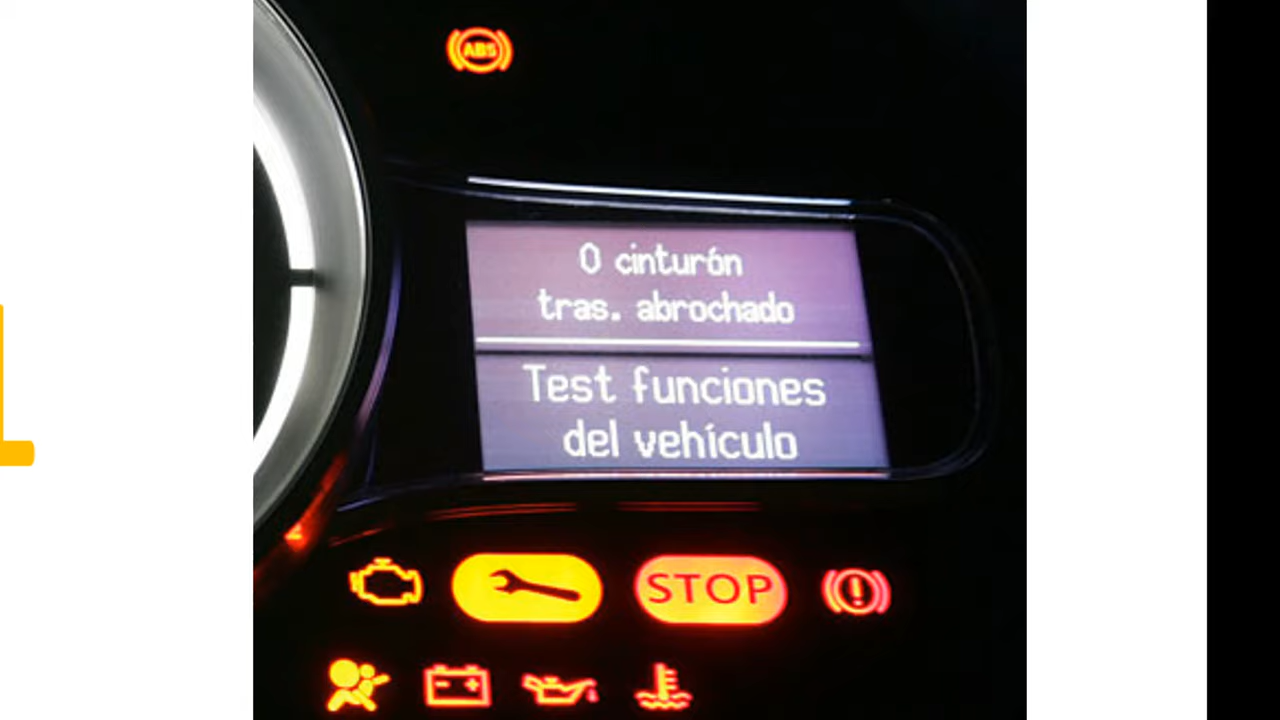 ABS
0 cinturón
tras. abrochado
Test funciones
del vehículo
STOP